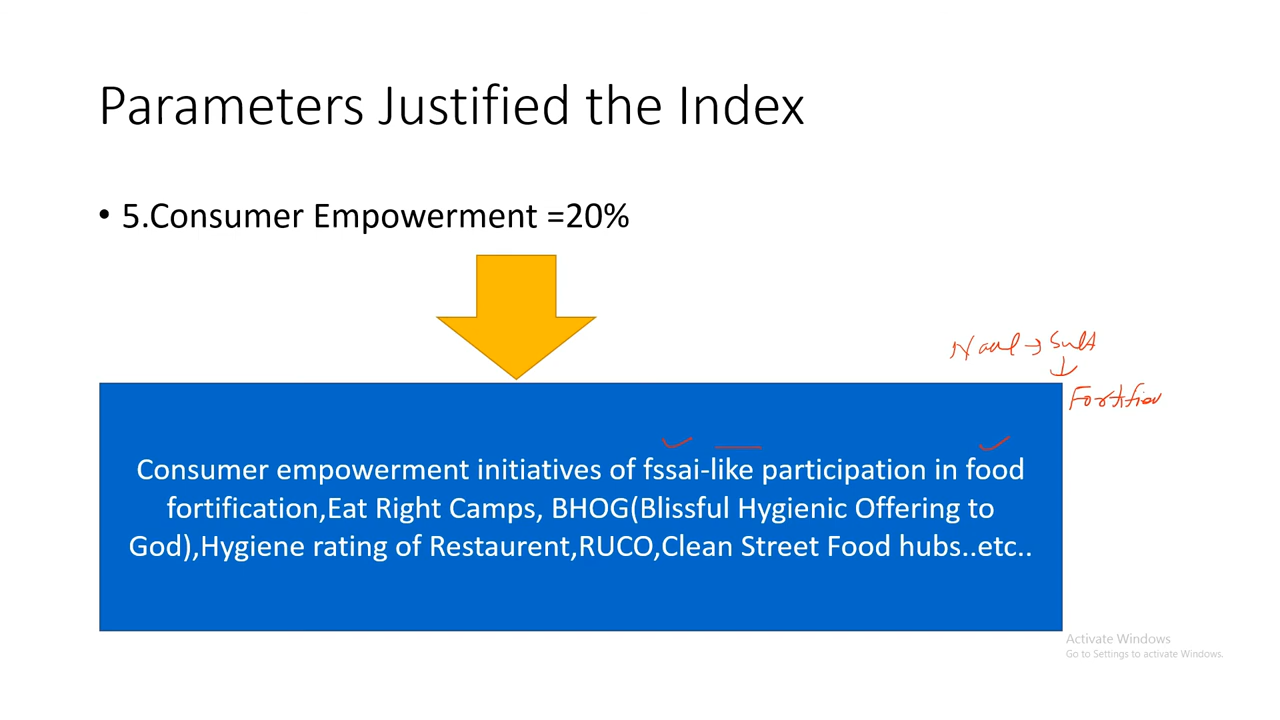 Parameters Justified the Index
• 5.Consumer Empowerment =20%
→ Salt
↓
Consumer empowerment initiatives of fssai-like participation in food
fortification,Eat Right Camps, BHOG(Blissful Hygienic Offering to
God),Hygiene rating of Restaurent,RUCO,Clean Street Food hubs..etc..
Activate Windows
Go to Settings to activate Windows.